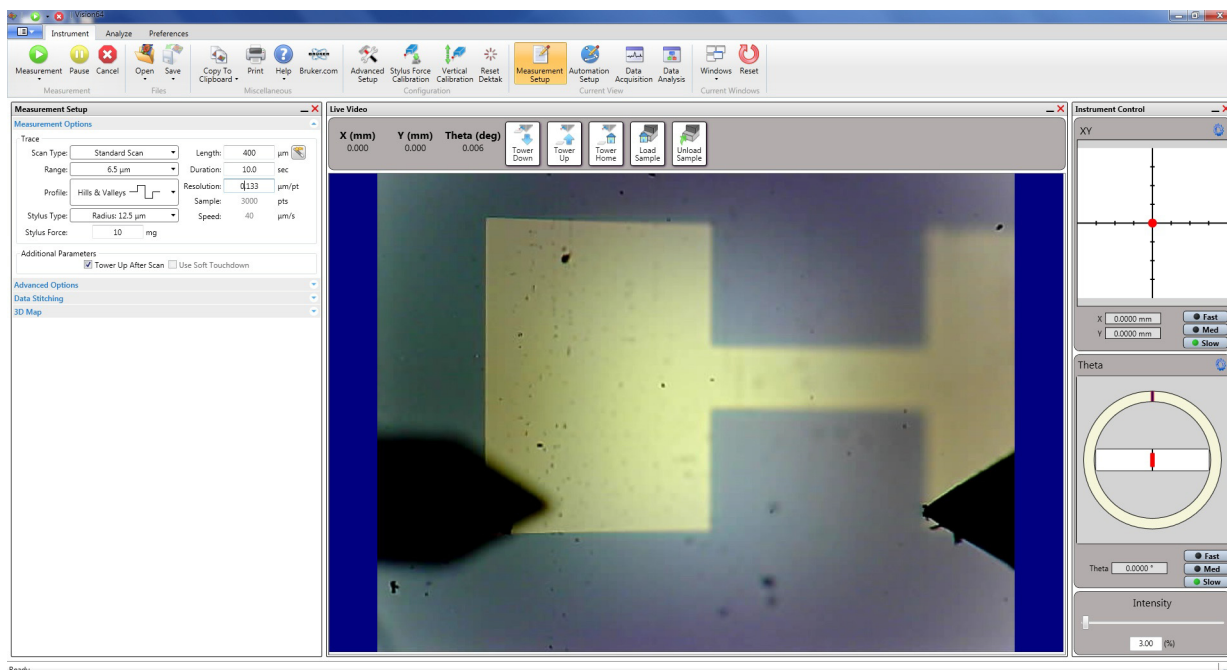 Vision64
Instrument Analyze Preferences
Measurement Pause Cancel Open Save Copy To Clipboard Print Help Bruker.com Advanced Setup Stylus Force Calibration Vertical Calibration Reset Dektak Measurement Setup Automation Setup Data Acquisition Data Analysis Windows Reset
Measurement Files Miscellaneous Configuration Current View Current Windows
Measurement Setup
Measurement Options
Trace
Scan Type: Standard Scan Length: 400 µm
Range: 6.5 µm Duration: 10.0 sec
Profile: Hills & Valleys Resolution: 0.133 µm/pt
Sample: 3000 pts
Stylus Type: Radius: 12.5 µm Speed: 40 µm/s
Stylus Force: 10 mg
Additional Parameters
Tower Up After Scan Use Soft Touchdown
Advanced Options
Data Stitching
3D Map
Live Video
X (mm) Y (mm) Theta (deg)
0.000 0.000 0.006
Tower Down Tower Up Tower Home Load Sample Unload Sample
Instrument Control
XY
X 0.0000 mm
Y 0.0000 mm
Fast
Med
Slow
Theta
Theta 0.0000 °
Fast
Med
Slow
Intensity
3.00 (%)
Ready